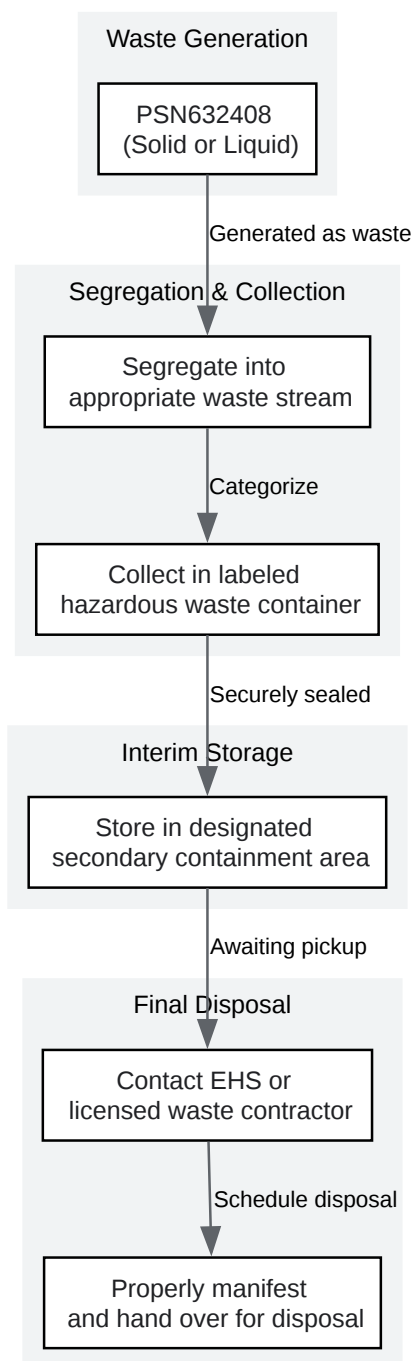 Waste Generation
PSN632408
(Solid or Liquid)
Generated as waste
Segregation & Collection
Segregate into
appropriate waste stream
Categorize
Collect in labeled
hazardous waste container
Securely sealed
Interim Storage
Store in designated
secondary containment area
Awaiting pickup
Final Disposal
Contact EHS or
licensed waste contractor
Schedule disposal
Properly manifest
and hand over for disposal